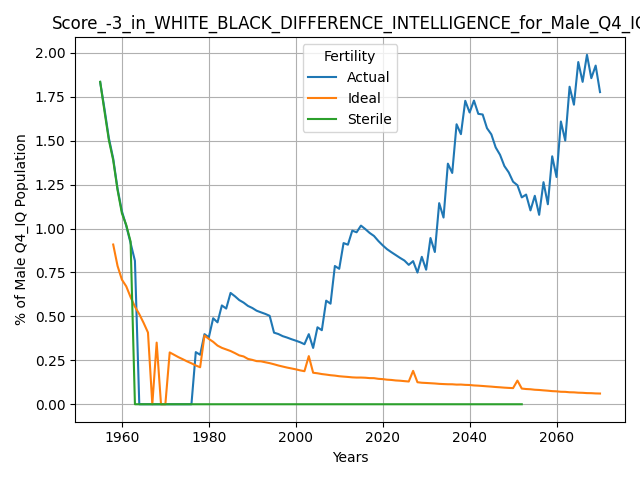 Score_-3_in_WHITE_BLACK_DIFFERENCE_INTELLIGENCE_for_Male_Q4_IQ
Fertility
Actual
Ideal
Sterile
% of Male Q4_IQ Population
2.00
1.75
1.50
1.25
1.00
0.75
0.50
0.25
0.00
1960 1980 2000 2020 2040 2060
Years